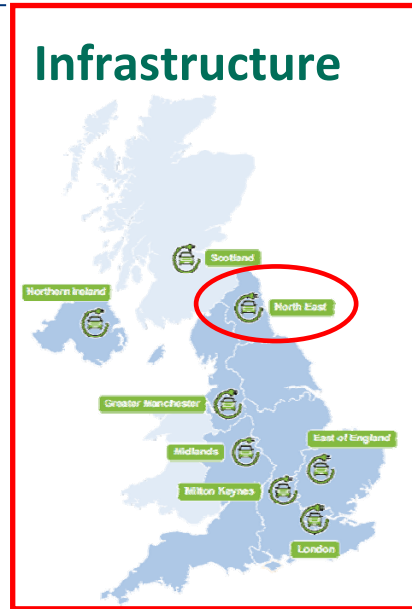 Infrastructure
Scotland
Northern Ireland
North East
Greater Manchester
East of England
Midlands
Milton Keynes
London